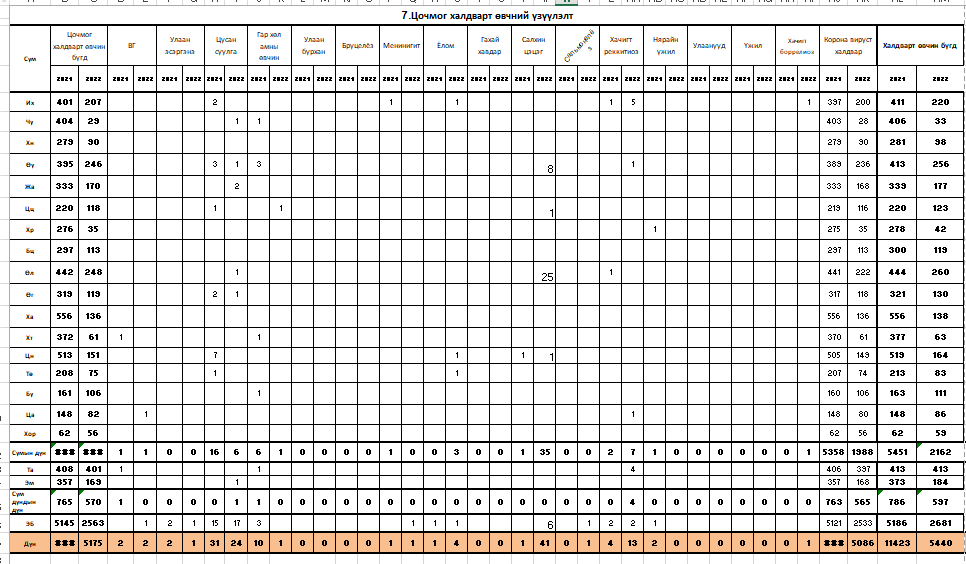 7.Цочмог халдварт өвчний үзүүлэлт
Сум Цочмог халдварт өвчин бүгд ВГ Улаан эсэргэнэ Цусан суулга Гар хөл амны өвчин Улаан бурхан Бруцелёз Менингит Ёлом Гахай хавдар Салхин цэцэг Хачигт реккитиоз Нярайн үжил Улаанууд Үжил Хачит боррелиоз Корона вируст халдвар Халдварт өвчин бүгд
2021 2022 2021 2022 2021 2022 2021 2022 2021 2022 2021 2022 2021 2022 2021 2022 2021 2022 2021 2022 2021 2022 2021 2022 2021 2022 2021 2022 2021 2022 2021 2022 2021 2022 2021 2022 2021 2022
Их 401 207 2 1 1 1 5 1 397 200 411 220
Чу 404 29 1 1 403 28 406 33
Хн 279 90 279 90 281 98
Өү 395 246 3 1 3 8 1 389 236 413 256
Жа 333 170 2 333 168 339 177
Цц 220 118 1 1 1 219 116 220 123
Хр 276 35 1 275 35 278 42
Бц 297 113 297 113 300 119
Өл 442 248 1 25 1 441 222 444 260
Өт 319 119 2 1 317 118 321 130
Ха 556 136 556 136 556 138
Хт 372 61 1 1 370 61 377 63
Цн 513 151 7 1 1 1 505 149 519 164
Тө 208 75 1 1 207 74 213 83
Бу 161 106 1 160 106 163 111
Ца 148 82 1 1 148 80 148 86
Хор 62 56 62 56 62 59
Сумын дүн ### ### 1 1 0 0 16 6 6 1 0 0 0 0 1 0 0 3 0 0 1 35 0 0 2 7 1 0 0 0 0 0 0 1 5358 1988 5451 2162
Та 408 401 1 1 4 406 397 413 413
Эм 357 169 1 357 168 373 184
Сум дундын дүн 765 570 1 0 0 0 0 1 1 0 0 0 0 0 0 0 0 0 0 0 0 0 0 0 0 4 0 0 0 0 0 0 0 0 763 565 786 597
ЭБ 5145 2563 1 2 1 15 17 3 1 1 1 6 1 2 2 1 5121 2533 5186 2681
Дүн ### 5175 2 2 2 1 31 24 10 1 0 0 0 0 1 1 1 4 0 0 1 41 0 1 4 13 2 0 0 0 0 0 0 1 ### 5086 11423 5440